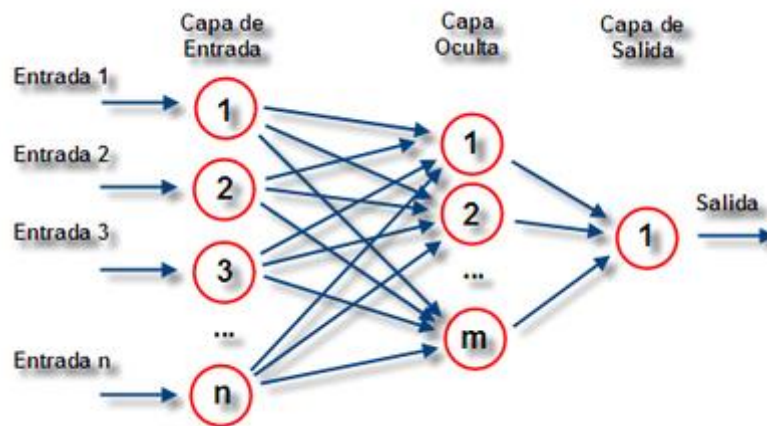 Capa de
Entrada
Capa
Oculta
Capa de
Salida
Entrada 1
1
Entrada 2
2
Entrada 3
3
...
Entrada n
n
1
2
...
m
1
Salida